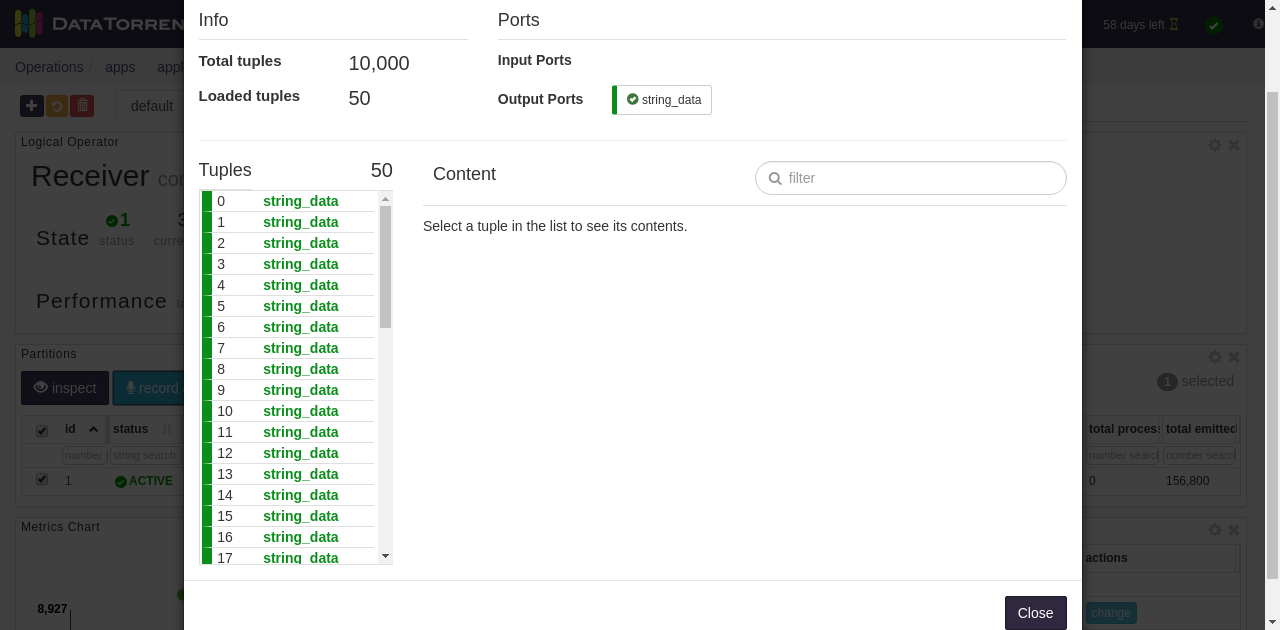 DATATORREN
58 days left
Operations / apps : appl
default
Logical Operator
Receiver
State
1
status
curre
Performance
Partitions
inspect
record
1 selected
id
status
total proces
total emitted
number
string search
number search
number search
1
ACTIVE
0
156,800
Metrics Chart
8,927
actions
change
Info
Ports
Total tuples
10,000
Input Ports
Loaded tuples
50
Output Ports
string_data
Tuples
50
Content
filter
Select a tuple in the list to see its contents.
0 string_data
1 string_data
2 string_data
3 string_data
4 string_data
5 string_data
6 string_data
7 string_data
8 string_data
9 string_data
10 string_data
11 string_data
12 string_data
13 string_data
14 string_data
15 string_data
16 string_data
17 string_data
Close